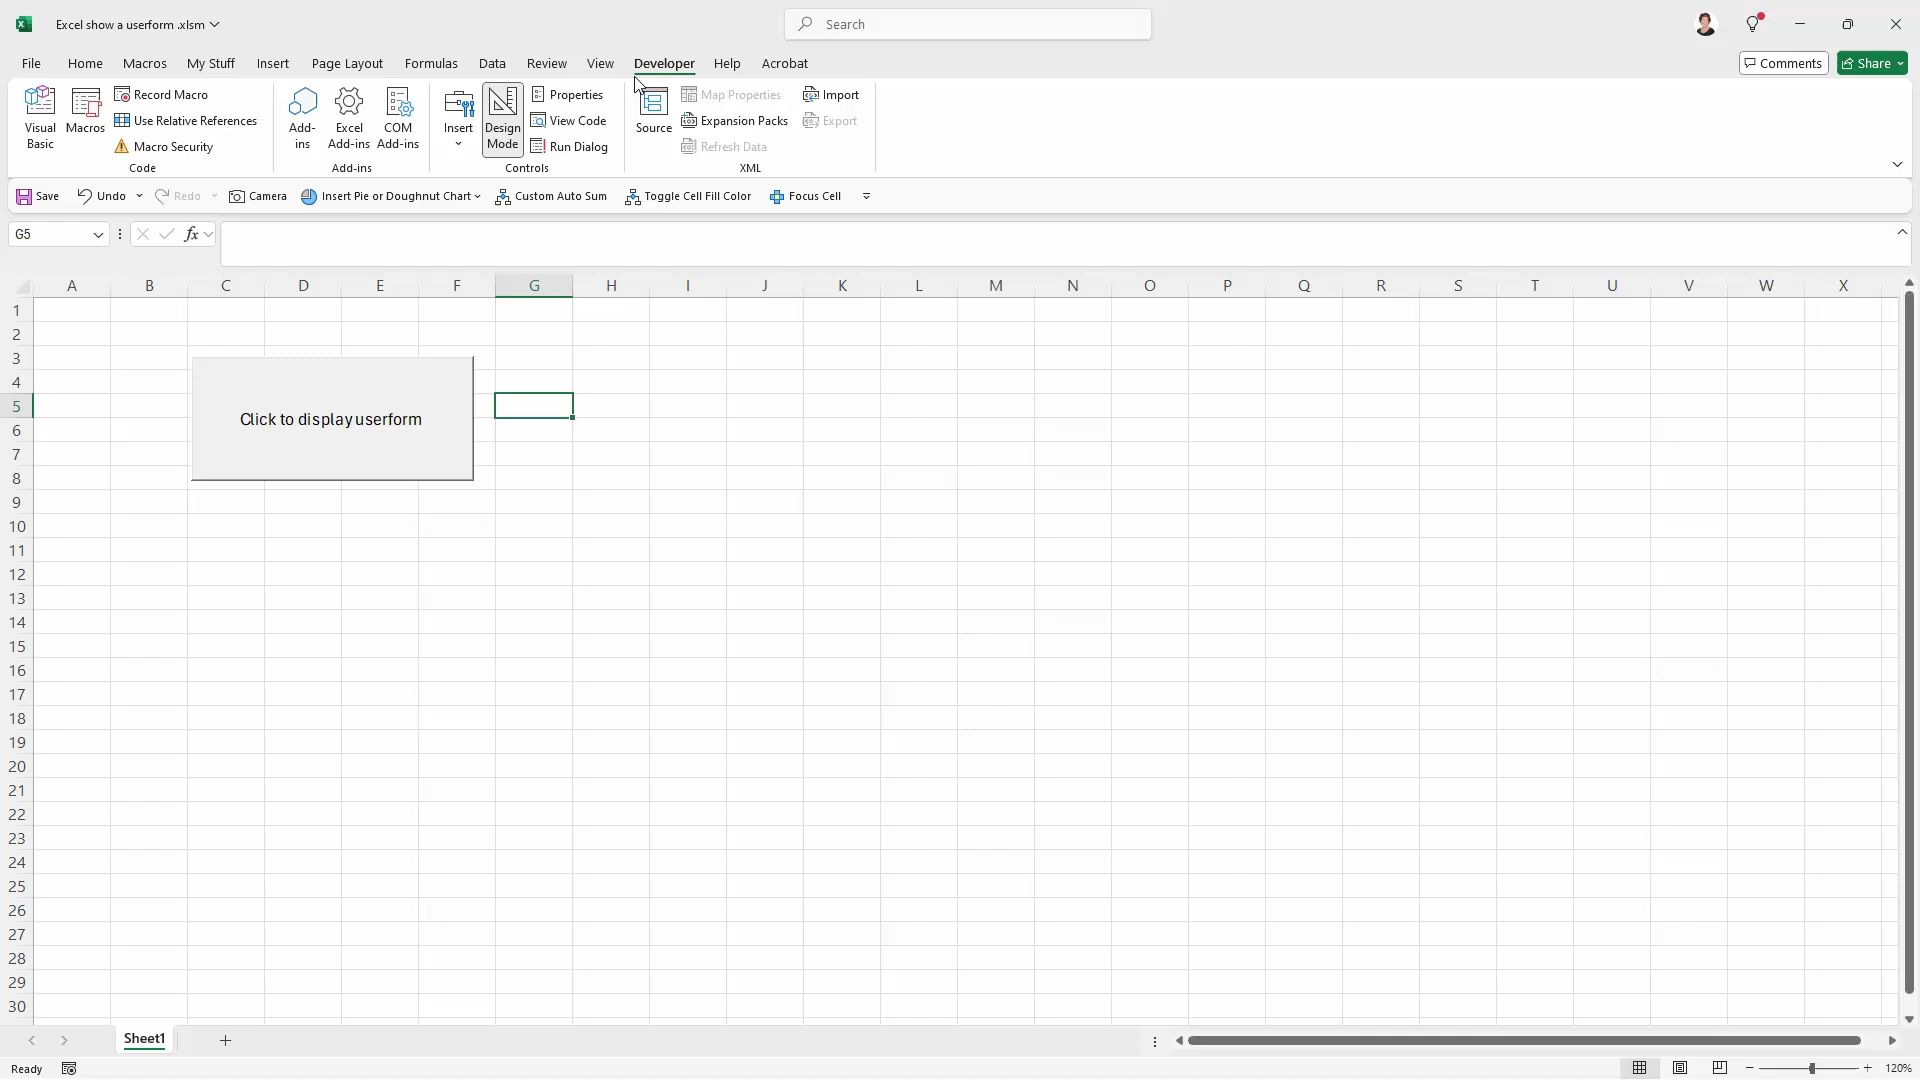 Excel show a userform .xlsm
Search
File Home Macros My Stuff Insert Page Layout Formulas Data Review View Developer Help Acrobat
Comments Share
Visual Basic
Macros
Record Macro
Use Relative References
Macro Security
Code
Add-ins
Excel Add-ins
COM Add-ins
Add-ins
Insert
Design Mode
Properties
View Code
Run Dialog
Controls
Source
Map Properties
Expansion Packs
Refresh Data
Import
Export
XML
Save Undo Redo Camera Insert Pie or Doughnut Chart Custom Auto Sum Toggle Cell Fill Color Focus Cell
G5 fx
A B C D E F G H I J K L M N O P Q R S T U V W X
1
2
3
4
5
6
7
8
9
10
11
12
13
14
15
16
17
18
19
20
21
22
23
24
25
26
27
28
29
30
Click to display userform
Sheet1
Ready
120%